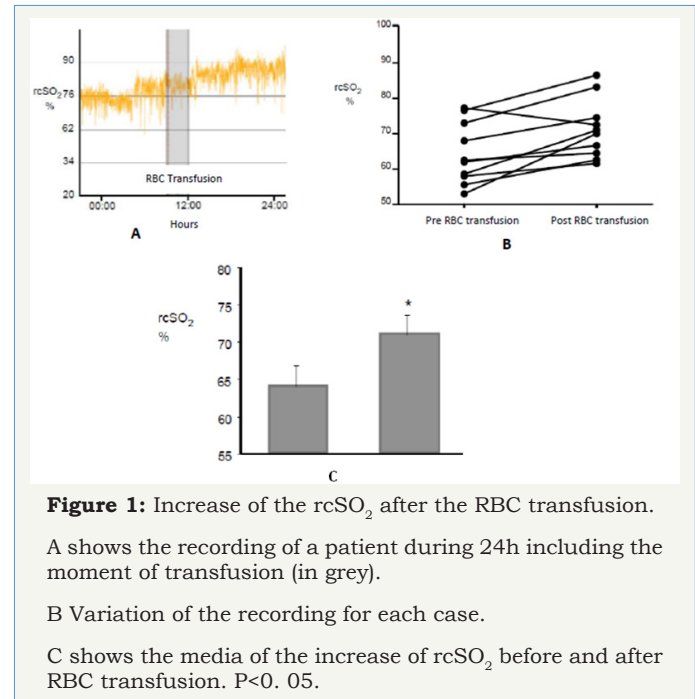 90
rcSO2 76
%
62
34
20
RBC Transfusion
00:00 12:00 24:00
Hours
A
100
rcSO2
%
90
80
70
60
50
Pre RBC transfusion Post RBC transfusion
B
80
rcSO2
%
75
70
65
60
55
*
C
Figure 1: Increase of the rcSO2 after the RBC transfusion.
A shows the recording of a patient during 24h including the
moment of transfusion (in grey).
B Variation of the recording for each case.
C shows the media of the increase of rcSO2 before and after
RBC transfusion. P<0. 05.